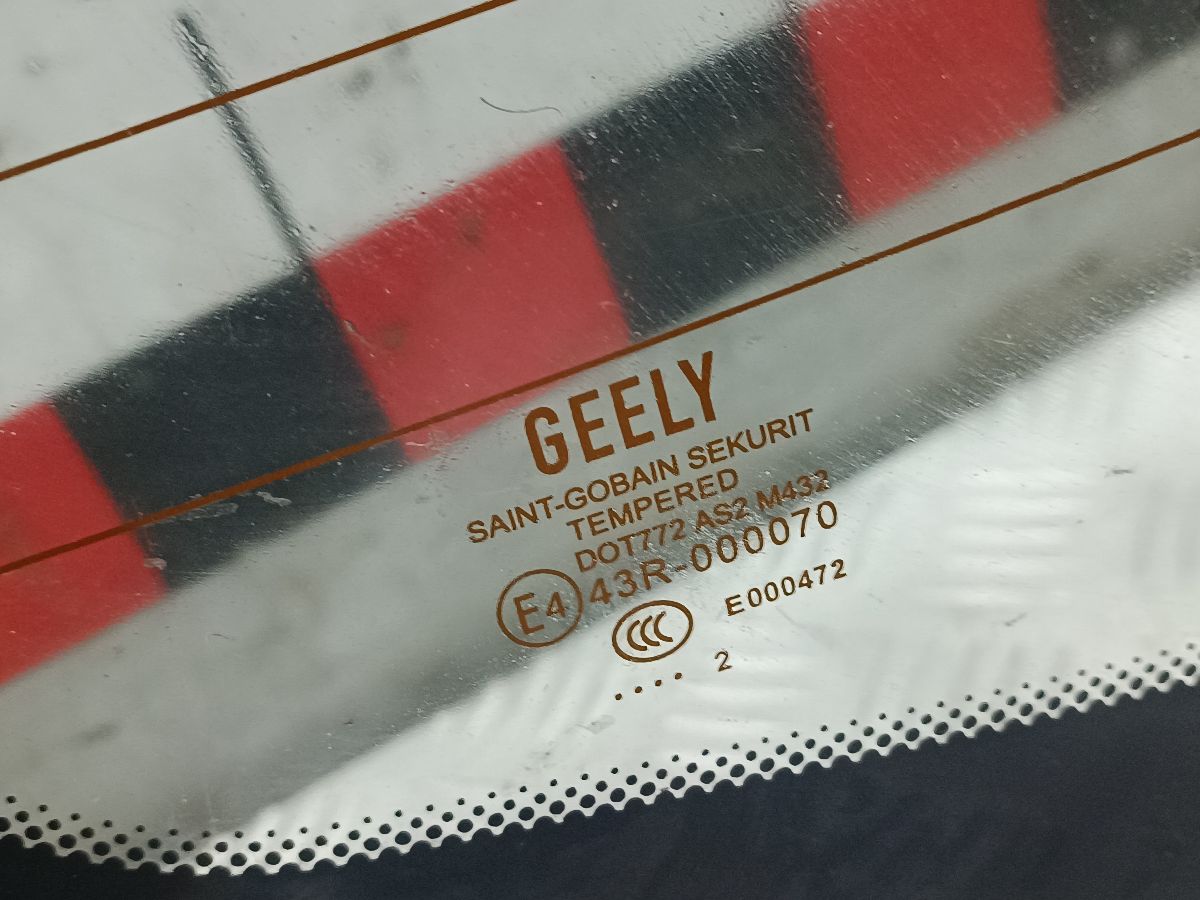 GEELY
SAINT-GOBAIN SEKURIT
TEMPERED
DOT772 AS2 M432
E4 43R-000070
CCC E000472
.... 2